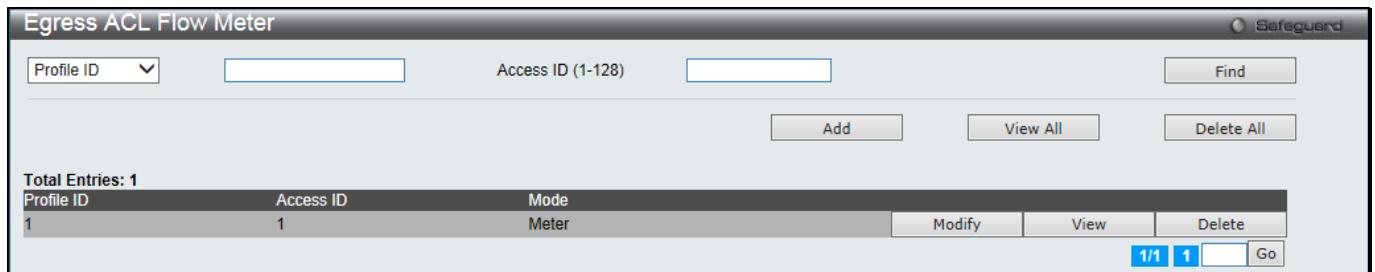 Egress ACL Flow Meter
Safeguard
Profile ID Access ID (1-128) Find
Add View All Delete All
Total Entries: 1
Profile ID Access ID Mode
1 1 Meter Modify View Delete
1/1 1 Go